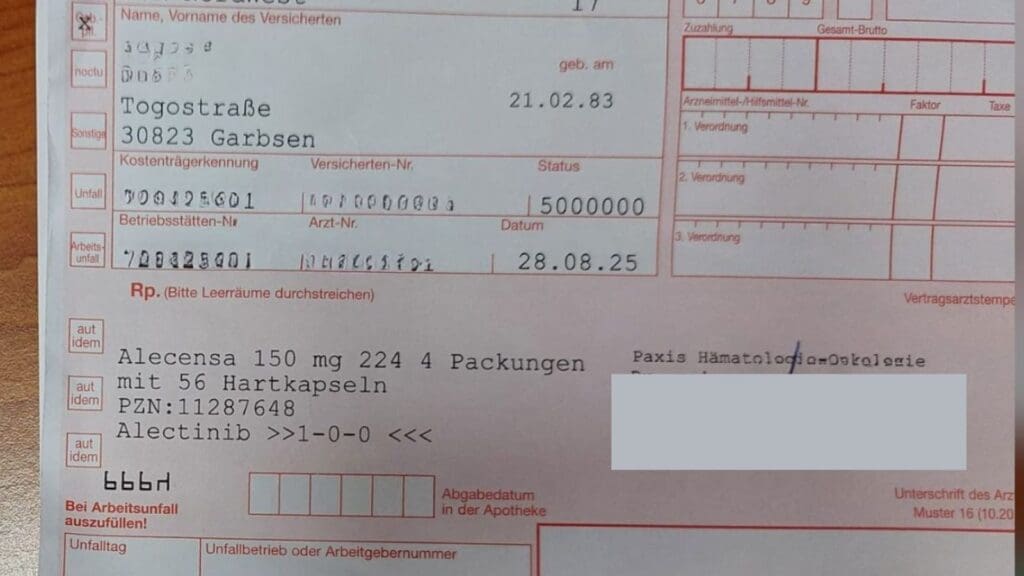 Name, Vorname des Versicherten
noctu
geb. am
Togostraße
21.02.83
30823 Garbsen
Sonstige
Kostenträgerkennung Versicherten-Nr. Status
Unfall
5000000
Betriebsstätten-Nr Arzt-Nr. Datum
Arbeits-
unfall
28.08.25
Zuzahlung Gesamt-Brutto
Arzneimittel-/Hilfsmittel-Nr. Faktor Taxe
1. Verordnung
2. Verordnung
3. Verordnung
Rp. (Bitte Leerräume durchstreichen)
Vertragsarztstempe
aut
idem
Alecensa 150 mg 224 4 Packungen
mit 56 Hartkapseln
PZN:11287648
Alectinib >>1-0-0 <<<
aut
idem
aut
idem
Paxis Hämatologio-Oskologie
Bei Arbeitsunfall
auszufüllen!
Abgabedatum
in der Apotheke
Unterschrift des Arz
Muster 16 (10.20
Unfalltag
Unfallbetrieb oder Arbeitgebernummer